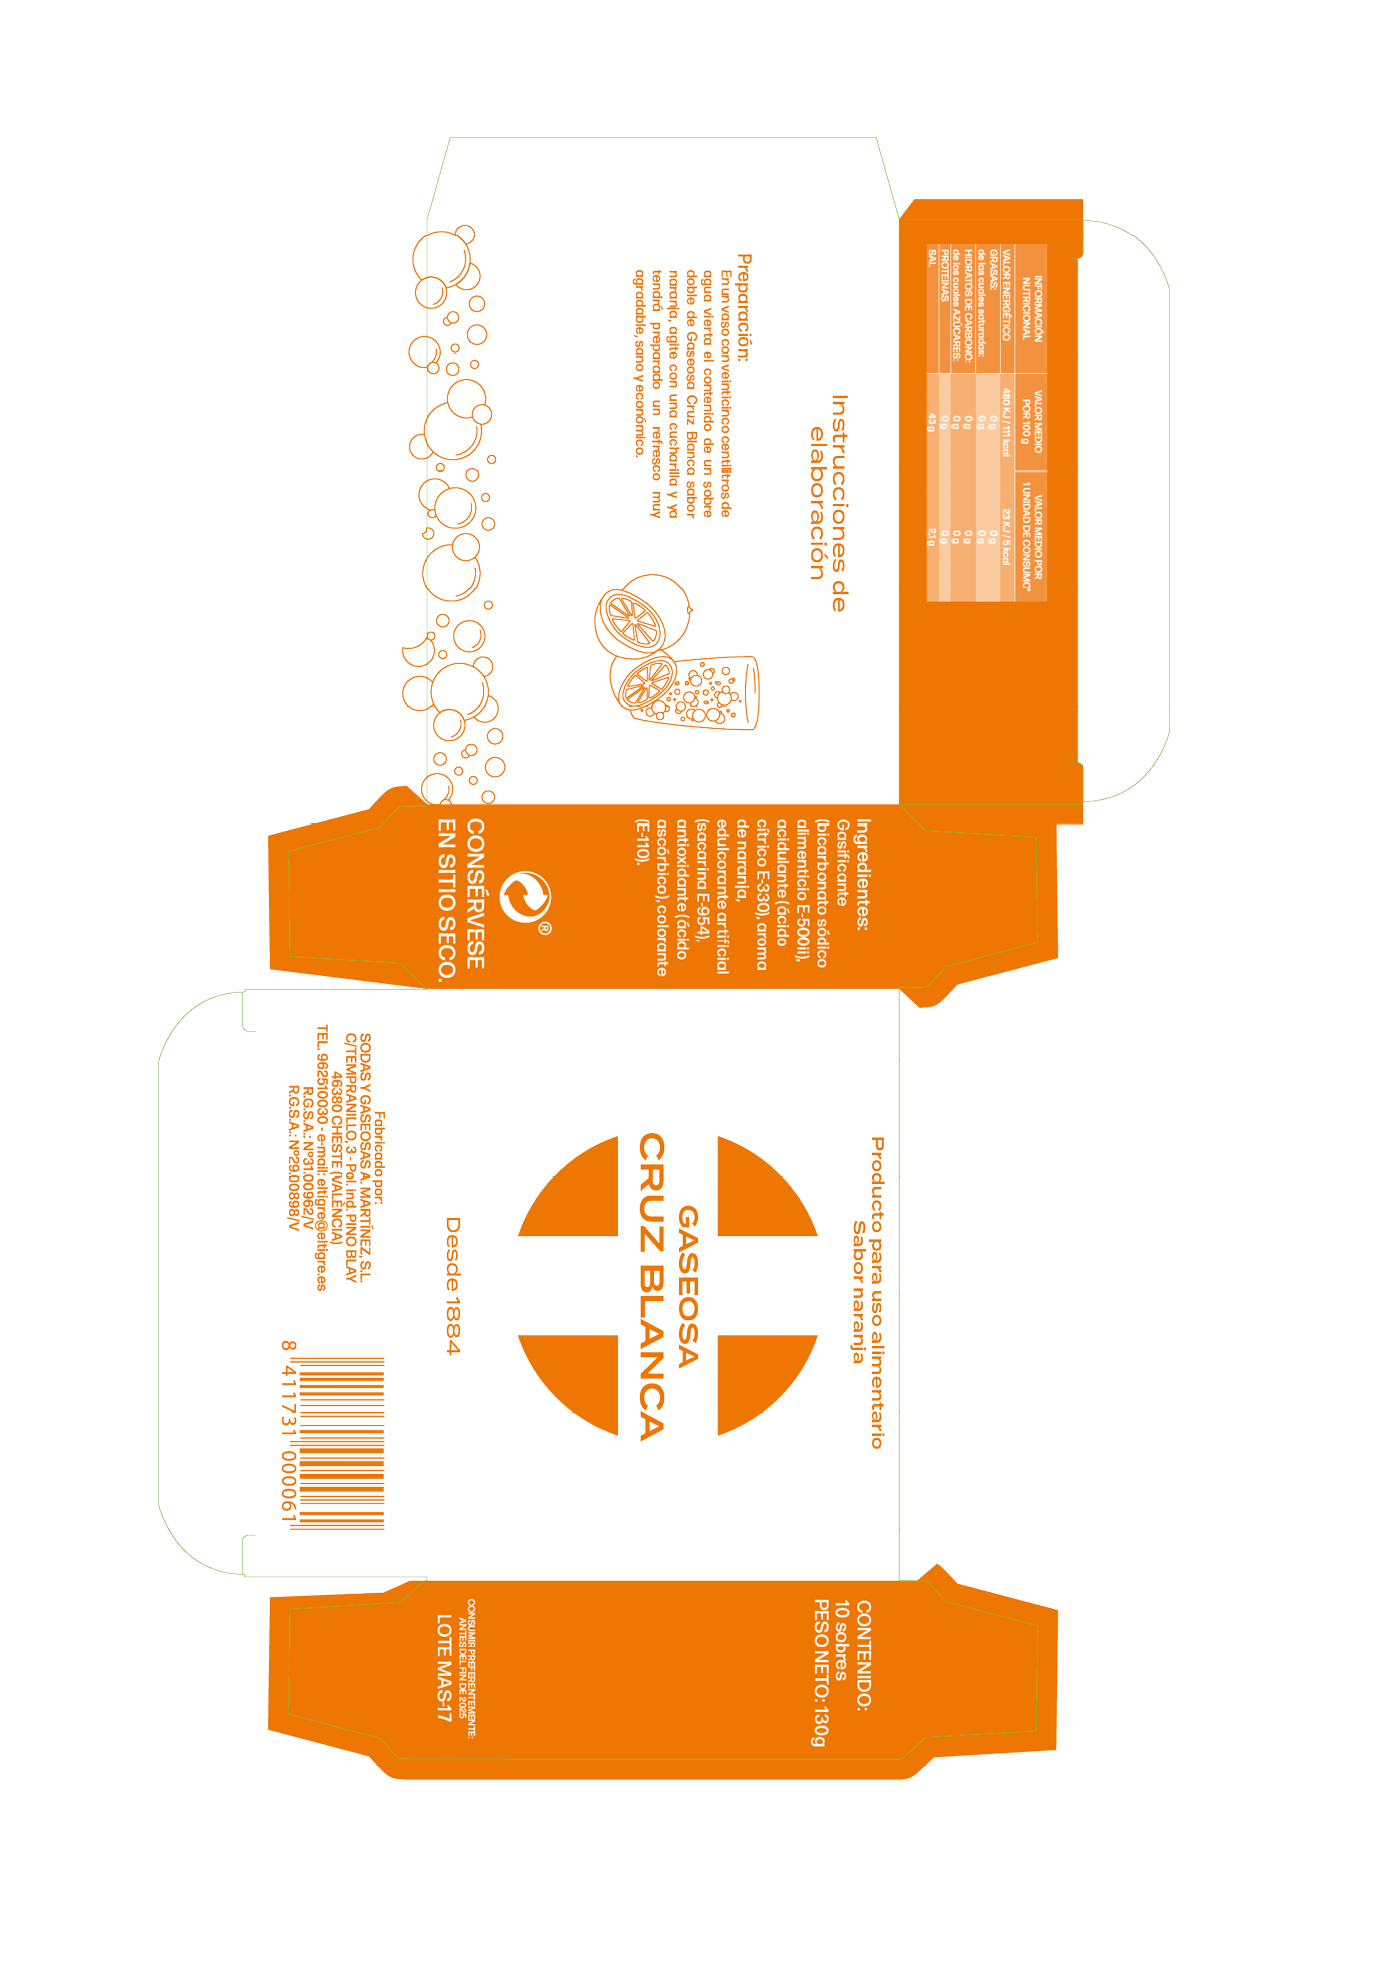 INFORMACIÓN
NUTRICIONAL
VALOR MEDIO
POR 100 g
VALOR MEDIO POR
1 UNIDAD DE CONSUMO*
VALOR ENERGÉTICO 480 KJ / 111 kcal 23 KJ / 5 kcal
GRASAS: 0 g 0 g
de las cuales saturadas: 0 g 0 g
HIDRATOS DE CARBONO: 0 g 0 g
de los cuales AZÚCARES: 0 g 0 g
PROTEINAS 0 g 0 g
SAL 43 g 2,1 g
Instrucciones de
elaboración
Preparación:
En un vaso con veinticinco centilitros de
agua vierta el contenido de un sobre
doble de Gaseosa Cruz Blanca sabor
naranja, agite con una cucharilla y ya
tendrá preparado un refresco muy
agradable, sano y económico.
Ingredientes:
Gasificante
(bicarbonato sódico
alimenticio E-500ii),
acidulante (ácido
cítrico E-330), aroma
de naranja,
edulcorante artificial
(sacarina E-954),
antioxidante (ácido
ascórbico), colorante
(E-110).
®
CONSÉRVESE
EN SITIO SECO.
Producto para uso alimentario
Sabor naranja
GASEOSA
CRUZ BLANCA
Desde 1884
Fabricado por:
SODAS Y GASEOSAS A. MARTÍNEZ, S.L.
C/TEMPRANILLO, 3 - Pol. ind. PINO BLAY
46380 CHESTE (VALÈNCIA)
TEL. 962510030 - e-mail: eltigre@eltigre.es
R.G.S.A.: Nº31.00962/V
R.G.S.A.: Nº29.00898/V
8 411731 000061
CONTENIDO:
10 sobres
PESO NETO: 130g
CONSUMIR PREFERENTEMENTE:
ANTES DEL FIN DE 2025
LOTE MAS-17